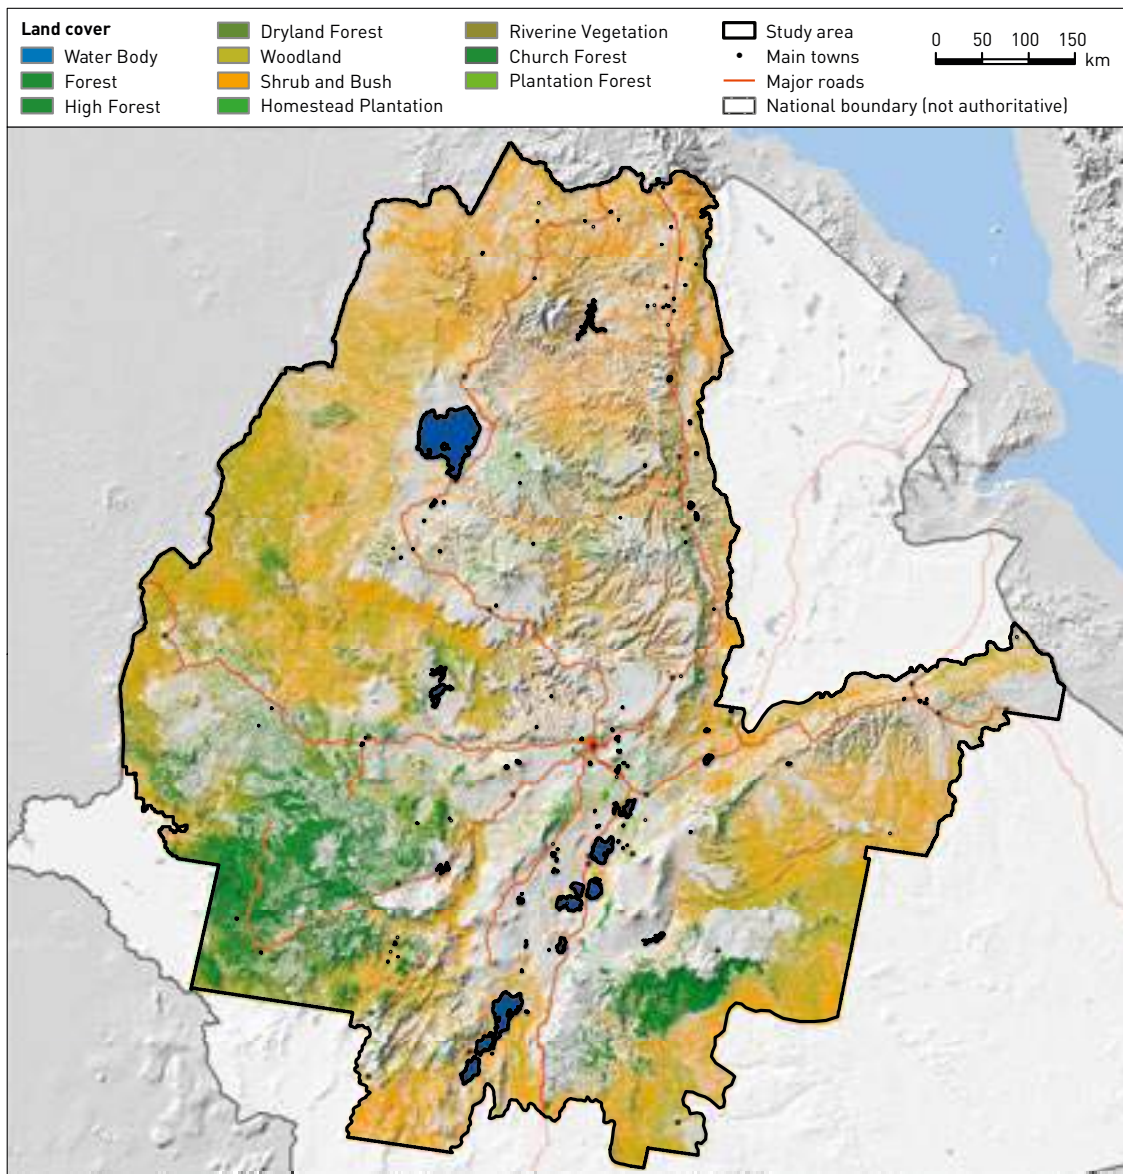 Land cover
Water Body
Forest
High Forest
Dryland Forest
Woodland
Shrub and Bush
Homestead Plantation
Riverine Vegetation
Church Forest
Plantation Forest
Study area
Main towns
Major roads
National boundary (not authoritative)
0 50 100 150
km